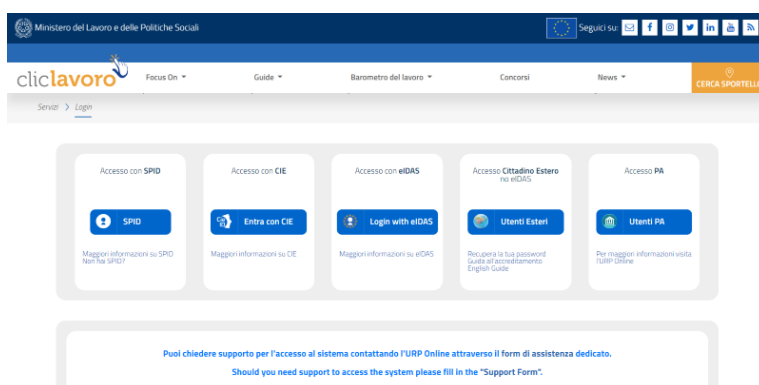 Ministero del Lavoro e delle Politiche Sociali
Seguici su:
cliclavoro
Focus On
Guide
Barometro del lavoro
Concorsi
News
CERCA SPORTELLO
Servizi > Login
Accesso con SPID
SPID
Maggiori informazioni su SPID
Non hai SPID?
Accesso con CIE
Entra con CIE
Maggiori informazioni su CIE
Accesso con eIDAS
Login with eIDAS
Maggiori informazioni su eIDAS
Accesso Cittadino Estero
no eIDAS
Utenti Esteri
Recupera la tua password
Guida all'accreditamento
English Guide
Accesso PA
Utenti PA
Per maggiori informazioni visita
l'URP Online
Puoi chiedere supporto per l'accesso al sistema contattando l'URP Online attraverso il form di assistenza dedicato.
Should you need support to access the system please fill in the "Support Form".